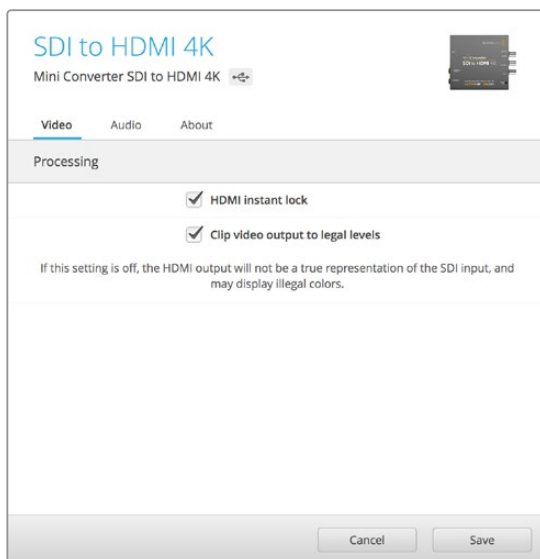 SDI to HDMI 4K
Mini Converter SDI to HDMI 4K
Video Audio About
Processing
HDMI instant lock
Clip video output to legal levels
If this setting is off, the HDMI output will not be a true representation of the SDI input, and
may display illegal colors.
Cancel Save